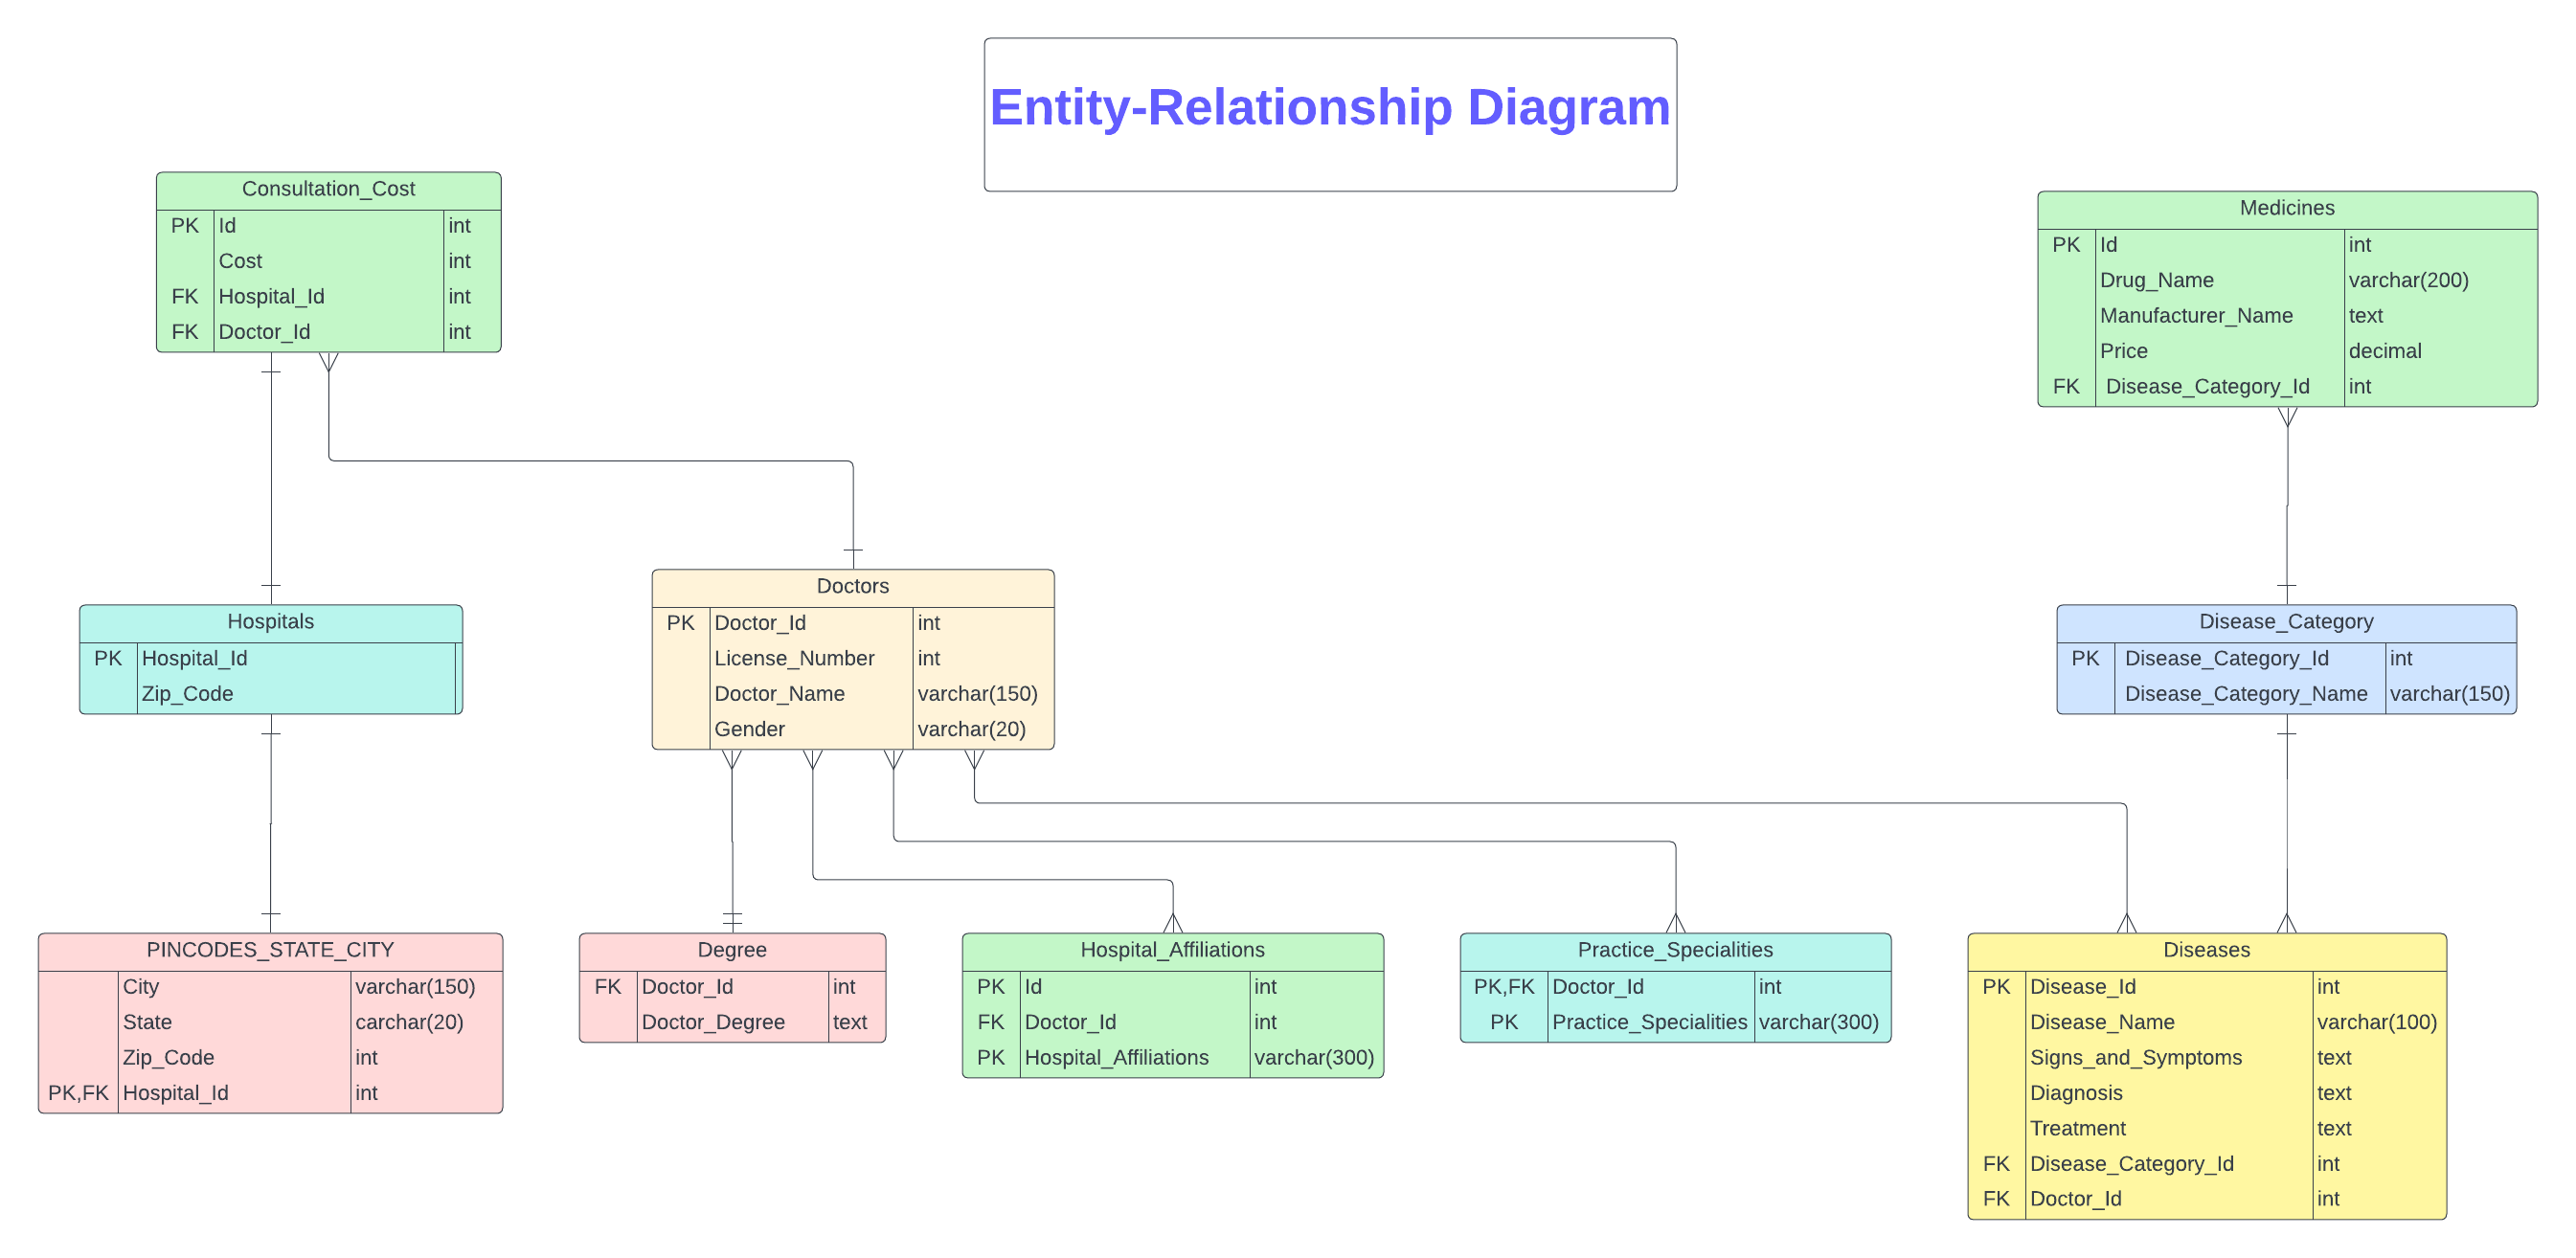 Entity-Relationship Diagram
Consultation_Cost
PK Id int
Cost int
FK Hospital_Id int
FK Doctor_Id int
Medicines
PK Id int
Drug_Name varchar(200)
Manufacturer_Name text
Price decimal
FK Disease_Category_Id int
Hospitals
PK Hospital_Id
Zip_Code
Doctors
PK Doctor_Id int
License_Number int
Doctor_Name varchar(150)
Gender varchar(20)
Disease_Category
PK Disease_Category_Id int
Disease_Category_Name varchar(150)
PINCODES_STATE_CITY
City varchar(150)
State carchar(20)
Zip_Code int
PK,FK Hospital_Id int
Degree
FK Doctor_Id int
Doctor_Degree text
Hospital_Affiliations
PK Id int
FK Doctor_Id int
PK Hospital_Affiliations varchar(300)
Practice_Specialities
PK,FK Doctor_Id int
PK Practice_Specialities varchar(300)
Diseases
PK Disease_Id int
Disease_Name varchar(100)
Signs_and_Symptoms text
Diagnosis text
Treatment text
FK Disease_Category_Id int
FK Doctor_Id int